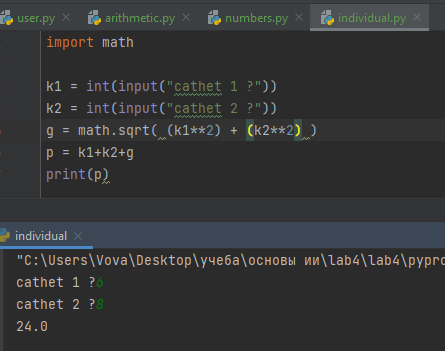 user.py × arithmetic.py × numbers.py × individual.py ×
import math
k1 = int(input("cathet 1 ?"))
k2 = int(input("cathet 2 ?"))
g = math.sqrt( (k1**2) + (k2**2) )
p = k1+k2+g
print(p)
individual ×
"C:\Users\Vova\Desktop\учеба\основы ии\lab4\lab4\pypro
cathet 1 ?6
cathet 2 ?8
24.0